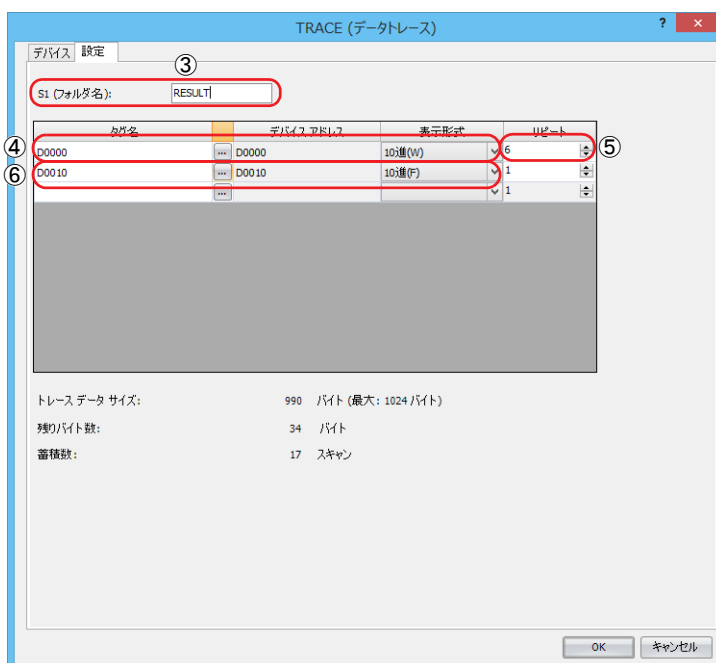 TRACE (データトレース)
? ×
デバイス 設定
③
S1 (フォルダ名): RESULT
タグ名 デバイス アドレス 表示形式 リピート
④ D0000 ... D0000 10進(W) 6 ⑤
⑥ D0010 ... D0010 10進(F) 1
... 1
トレース データ サイズ: 990 バイト (最大: 1024 バイト)
残りバイト数: 34 バイト
蓄積数: 17 スキャン
OK キャンセル